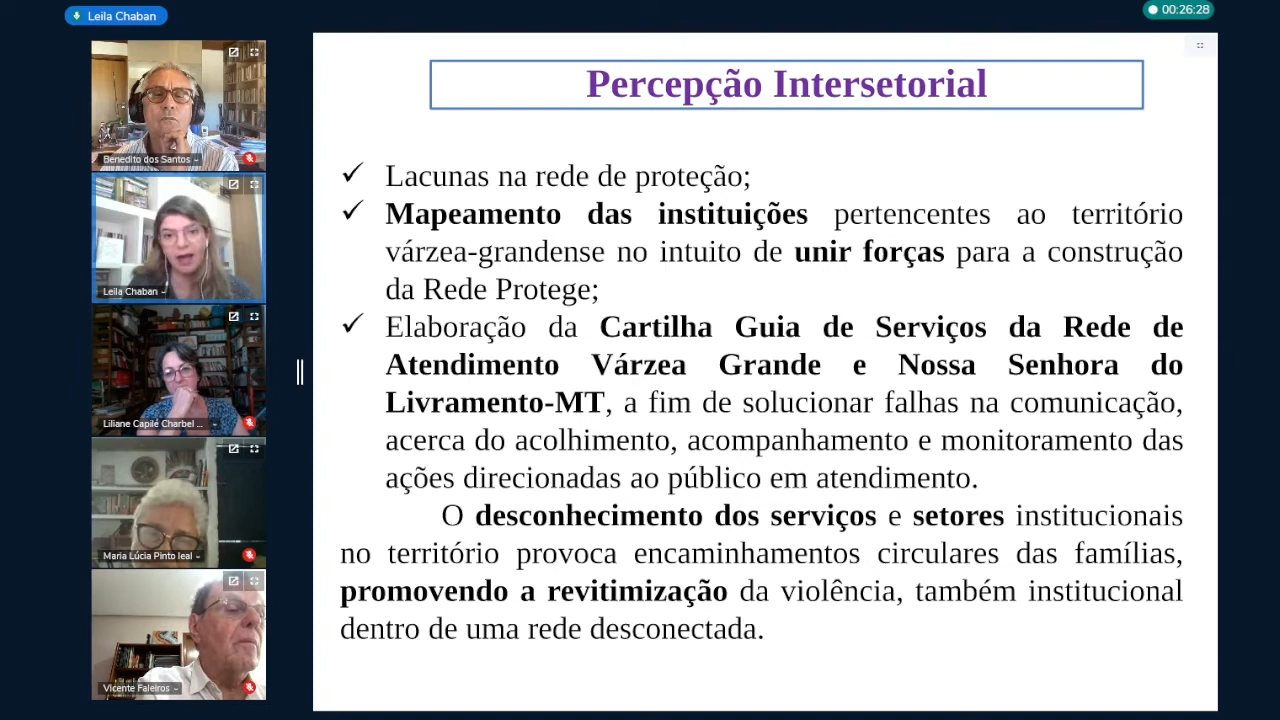 Leila Chaban
00:26:28
Benedito dos Santos
Leila Chaban
Liliane Capilé Charbel ...
Maria Lúcia Pinto leal
Vicente Faleiros
Percepção Intersetorial
✓ Lacunas na rede de proteção;
✓ Mapeamento das instituições pertencentes ao território
várzea-grandense no intuito de unir forças para a construção
da Rede Protege;
✓ Elaboração da Cartilha Guia de Serviços da Rede de
Atendimento Várzea Grande e Nossa Senhora do
Livramento-MT, a fim de solucionar falhas na comunicação,
acerca do acolhimento, acompanhamento e monitoramento das
ações direcionadas ao público em atendimento.
O desconhecimento dos serviços e setores institucionais
no território provoca encaminhamentos circulares das famílias,
promovendo a revitimização da violência, também institucional
dentro de uma rede desconectada.